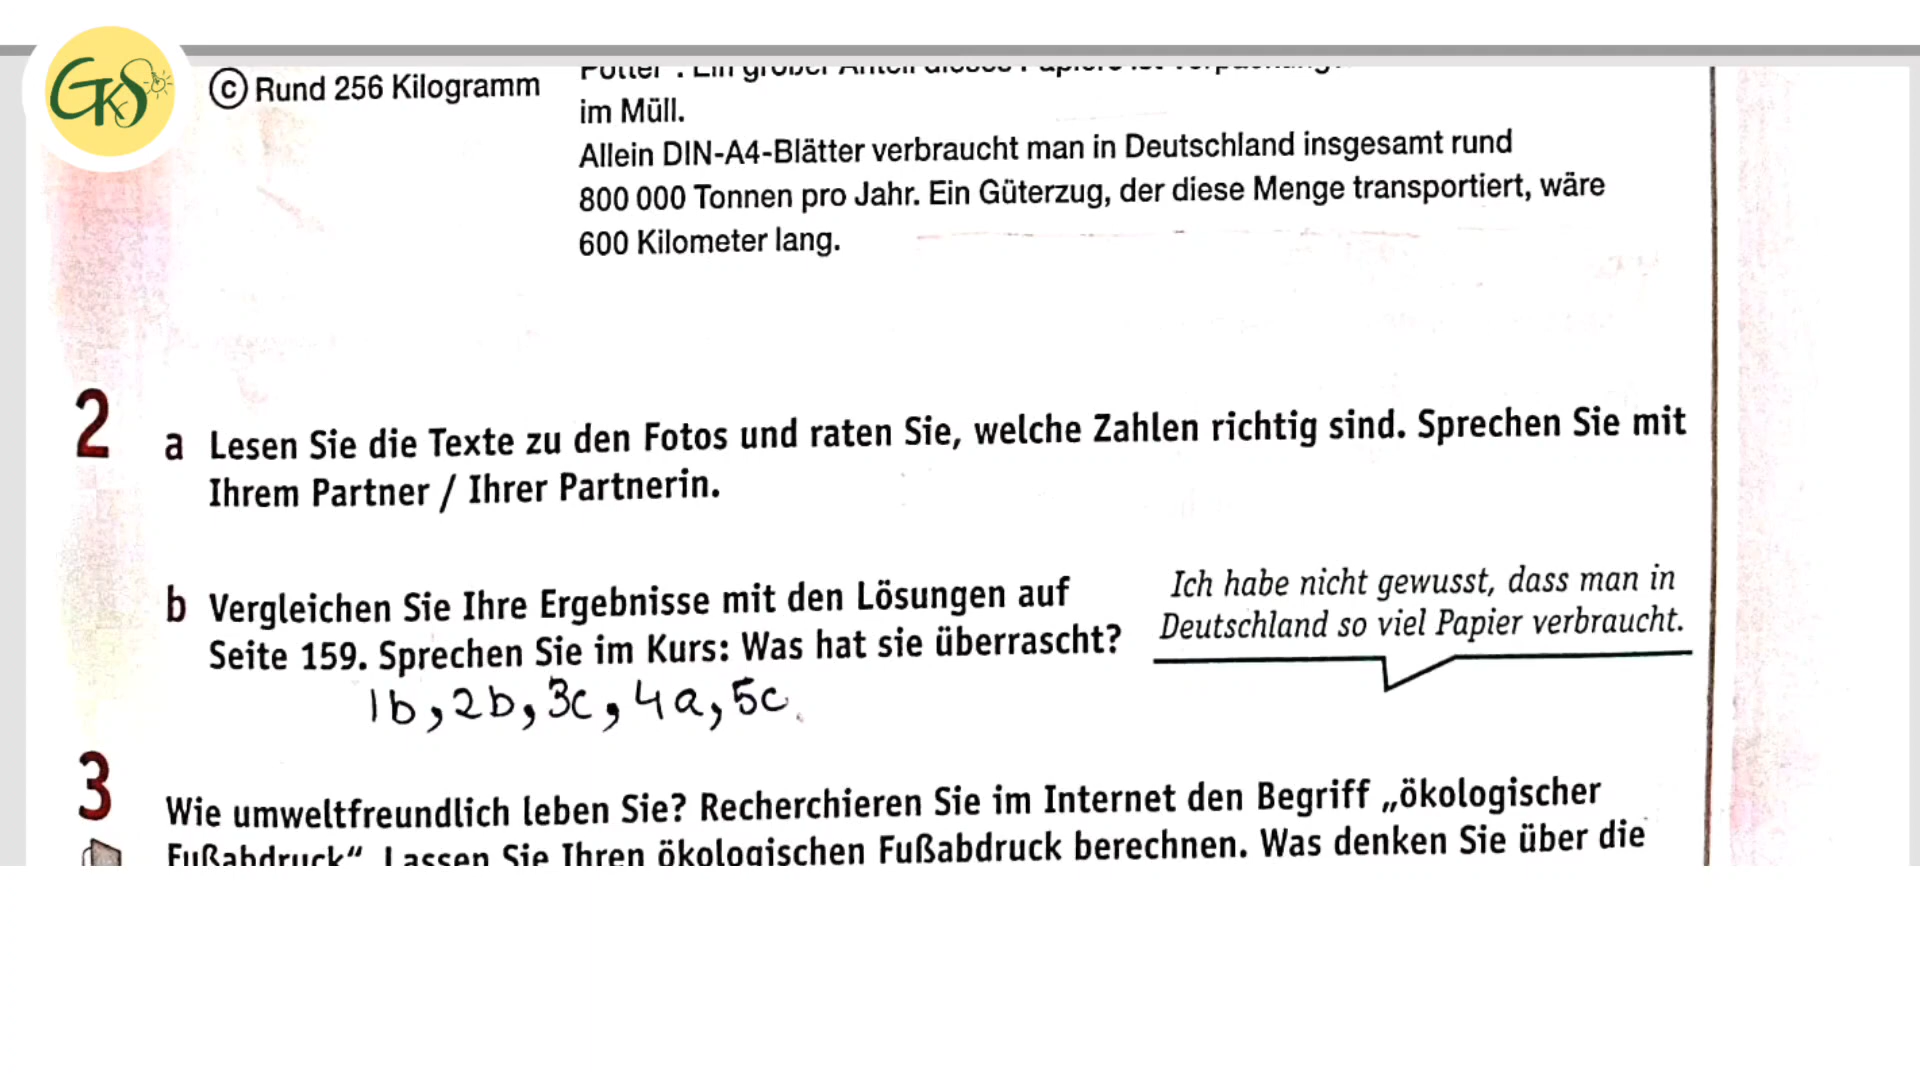 GKS
ⓒ Rund 256 Kilogramm
im Müll.
Allein DIN-A4-Blätter verbraucht man in Deutschland insgesamt rund
800 000 Tonnen pro Jahr. Ein Güterzug, der diese Menge transportiert, wäre
600 Kilometer lang.
2
a Lesen Sie die Texte zu den Fotos und raten Sie, welche Zahlen richtig sind. Sprechen Sie mit
Ihrem Partner / Ihrer Partnerin.
b Vergleichen Sie Ihre Ergebnisse mit den Lösungen auf
Seite 159. Sprechen Sie im Kurs: Was hat sie überrascht?
Ich habe nicht gewusst, dass man in
Deutschland so viel Papier verbraucht.
1b, 2b, 3c, 4a, 5c.
3
Wie umweltfreundlich leben Sie? Recherchieren Sie im Internet den Begriff „ökologischer
Fußabdruck“. Lassen Sie Ihren ökologischen Fußabdruck berechnen. Was denken Sie über die